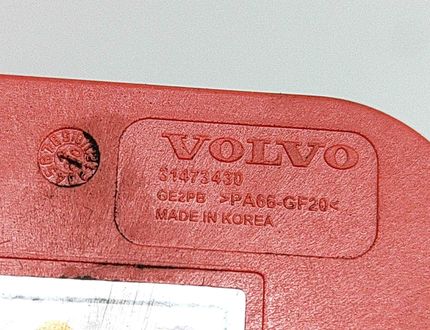 VOLVO
31473430
GE2PB >PA66-GF20<
MADE IN KOREA